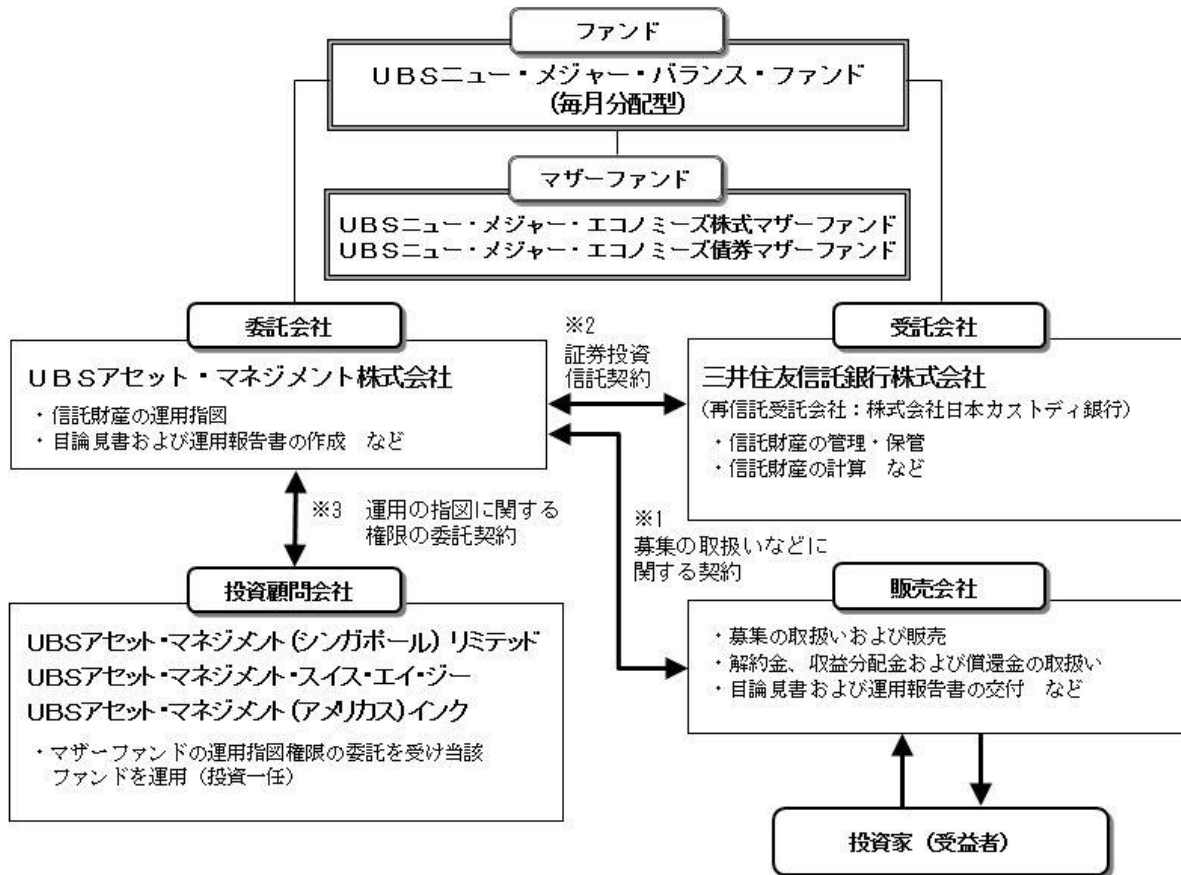 ファンド
UBSニュー・メジャー・バランス・ファンド
(毎月分配型)
マザーファンド
UBSニュー・メジャー・エコノミーズ株式マザーファンド
UBSニュー・メジャー・エコノミーズ債券マザーファンド
委託会社
UBSアセット・マネジメント株式会社
・信託財産の運用指図
・目論見書および運用報告書の作成 など
※2
証券投資
信託契約
受託会社
三井住友信託銀行株式会社
(再信託受託会社:株式会社日本カストディ銀行)
・信託財産の管理・保管
・信託財産の計算 など
※3 運用の指図に関する
権限の委託契約
※1
募集の取扱いなどに
関する契約
投資顧問会社
UBSアセット・マネジメント(シンガポール)リミテッド
UBSアセット・マネジメント・スイス・エイ・ジー
UBSアセット・マネジメント(アメリカス)インク
・マザーファンドの運用指図権限の委託を受け当該
ファンドを運用(投資一任)
販売会社
・募集の取扱いおよび販売
・解約金、収益分配金および償還金の取扱い
・目論見書および運用報告書の交付 など
投資家(受益者)